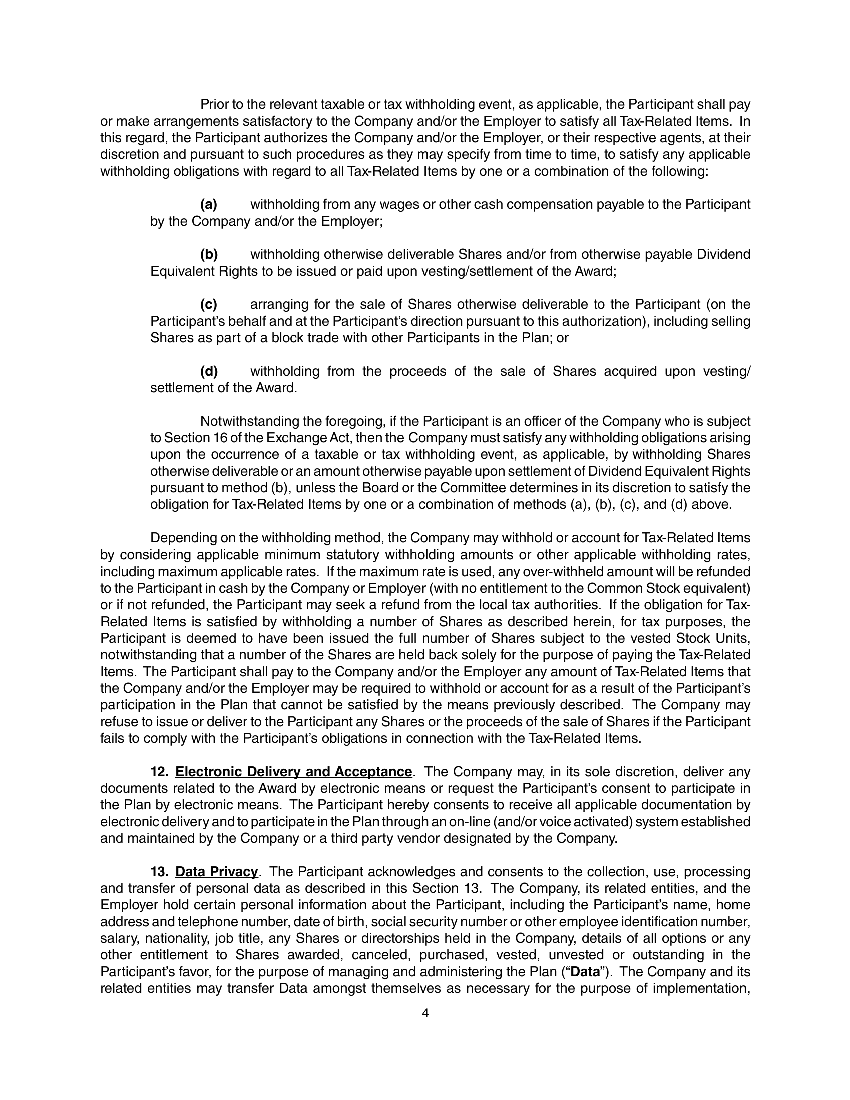 Prior to the relevant taxable or tax withholding event, as applicable, the Participant shall pay
or make arrangements satisfactory to the Company and/or the Employer to satisfy all Tax-Related Items. In
this regard, the Participant authorizes the Company and/or the Employer, or their respective agents, at their
discretion and pursuant to such procedures as they may specify from time to time, to satisfy any applicable
withholding obligations with regard to all Tax-Related Items by one or a combination of the following:
(a) withholding from any wages or other cash compensation payable to the Participant
by the Company and/or the Employer;
(b) withholding otherwise deliverable Shares and/or from otherwise payable Dividend
Equivalent Rights to be issued or paid upon vesting/settlement of the Award;
(c) arranging for the sale of Shares otherwise deliverable to the Participant (on the
Participant's behalf and at the Participant's direction pursuant to this authorization), including selling
Shares as part of a block trade with other Participants in the Plan; or
(d) withholding from the proceeds of the sale of Shares acquired upon vesting/
settlement of the Award.
Notwithstanding the foregoing, if the Participant is an officer of the Company who is subject
to Section 16 of the Exchange Act, then the Company must satisfy any withholding obligations arising
upon the occurrence of a taxable or tax withholding event, as applicable, by withholding Shares
otherwise deliverable or an amount otherwise payable upon settlement of Dividend Equivalent Rights
pursuant to method (b), unless the Board or the Committee determines in its discretion to satisfy the
obligation for Tax-Related Items by one or a combination of methods (a), (b), (c), and (d) above.
Depending on the withholding method, the Company may withhold or account for Tax-Related Items
by considering applicable minimum statutory withholding amounts or other applicable withholding rates,
including maximum applicable rates. If the maximum rate is used, any over-withheld amount will be refunded
to the Participant in cash by the Company or Employer (with no entitlement to the Common Stock equivalent)
or if not refunded, the Participant may seek a refund from the local tax authorities. If the obligation for Tax-
Related Items is satisfied by withholding a number of Shares as described herein, for tax purposes, the
Participant is deemed to have been issued the full number of Shares subject to the vested Stock Units,
notwithstanding that a number of the Shares are held back solely for the purpose of paying the Tax-Related
Items. The Participant shall pay to the Company and/or the Employer any amount of Tax-Related Items that
the Company and/or the Employer may be required to withhold or account for as a result of the Participant's
participation in the Plan that cannot be satisfied by the means previously described. The Company may
refuse to issue or deliver to the Participant any Shares or the proceeds of the sale of Shares if the Participant
fails to comply with the Participant's obligations in connection with the Tax-Related Items.
12. Electronic Delivery and Acceptance. The Company may, in its sole discretion, deliver any
documents related to the Award by electronic means or request the Participant's consent to participate in
the Plan by electronic means. The Participant hereby consents to receive all applicable documentation by
electronic delivery and to participate in the Plan through an on-line (and/or voice activated) system established
and maintained by the Company or a third party vendor designated by the Company.
13. Data Privacy. The Participant acknowledges and consents to the collection, use, processing
and transfer of personal data as described in this Section 13. The Company, its related entities, and the
Employer hold certain personal information about the Participant, including the Participant's name, home
address and telephone number, date of birth, social security number or other employee identification number,
salary, nationality, job title, any Shares or directorships held in the Company, details of all options or any
other entitlement to Shares awarded, canceled, purchased, vested, unvested or outstanding in the
Participant's favor, for the purpose of managing and administering the Plan (“Data”). The Company and its
related entities may transfer Data amongst themselves as necessary for the purpose of implementation,
4